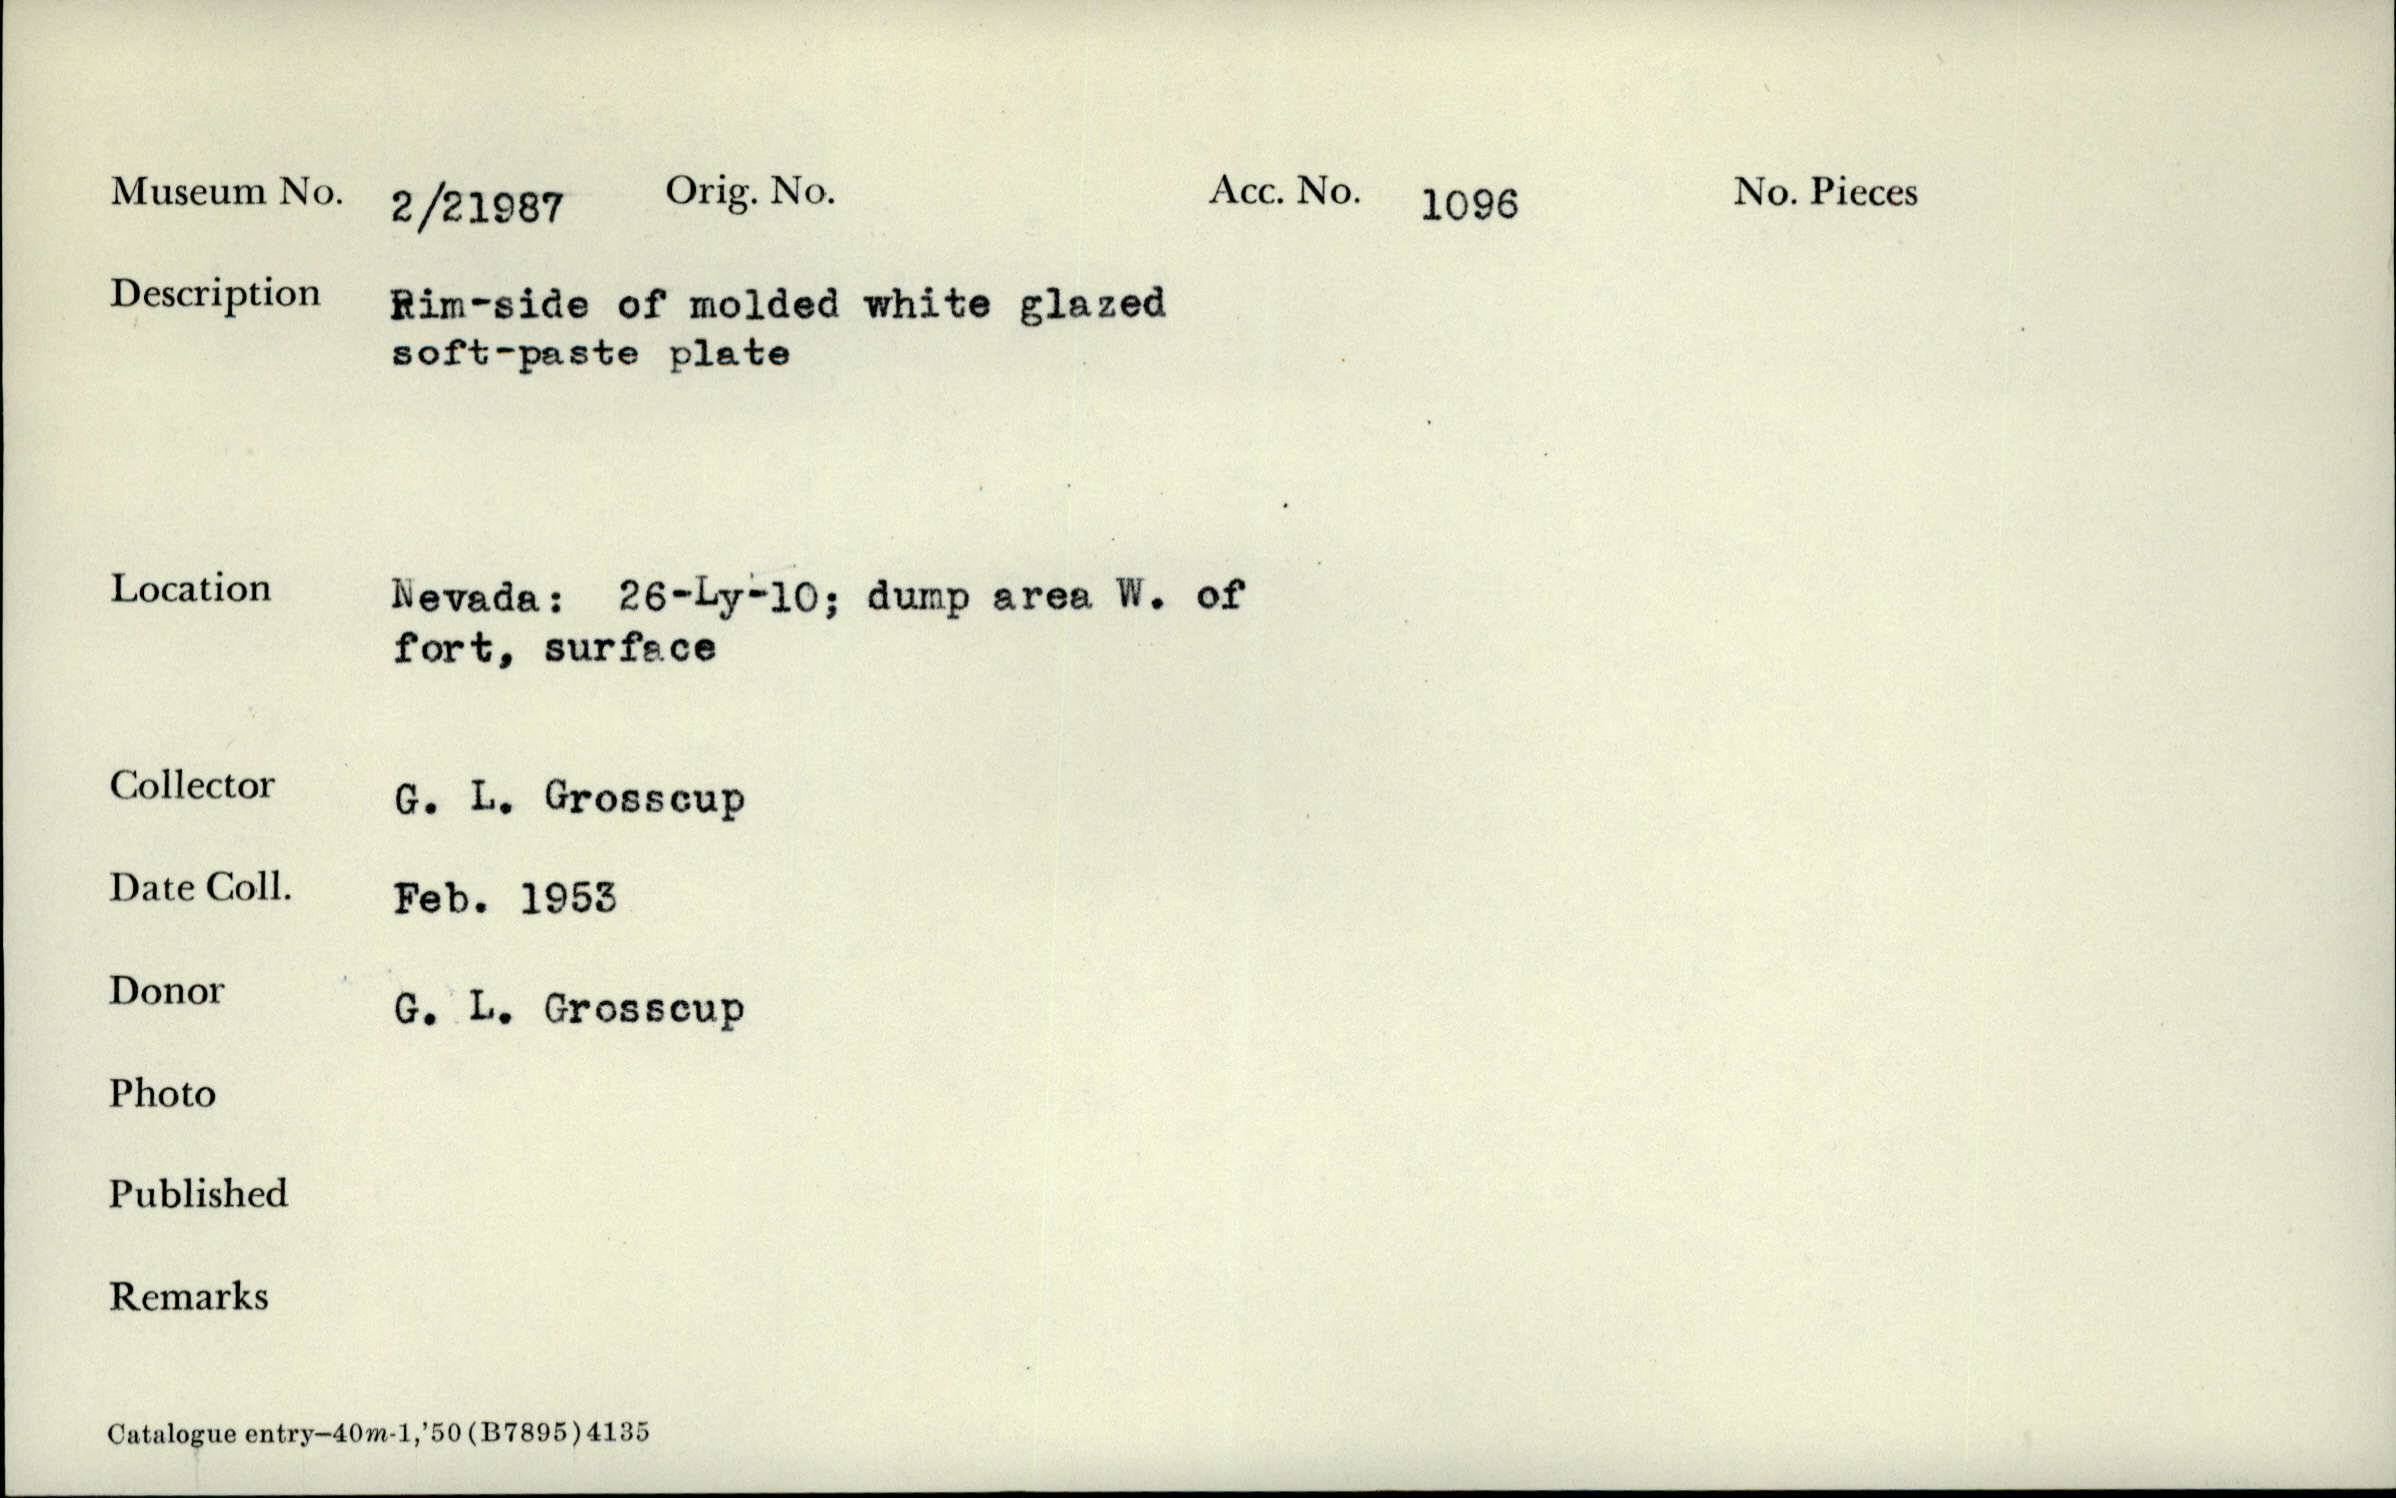 Museum No. 2/21987 Orig. No. Acc. No. 1096 No. Pieces
Description Rim-side of molded white glazed
soft-paste plate
Location Nevada: 26-Ly-10; dump area W. of
fort, surface
Collector G. L. Grosscup
Date Coll. Feb. 1953
Donor G. L. Grosscup
Photo
Published
Remarks
Catalogue entry—40m-1,'50(B7895)4135